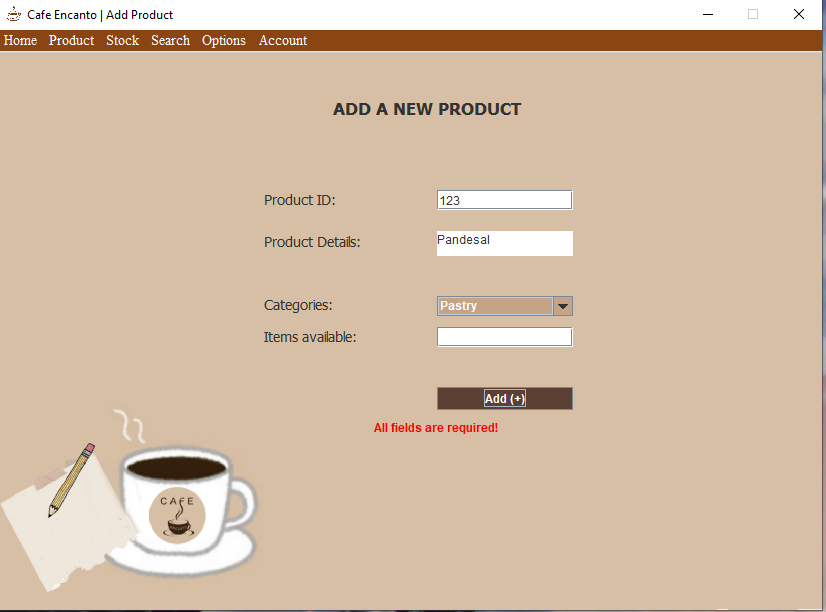 Cafe Encanto | Add Product
Home Product Stock Search Options Account
ADD A NEW PRODUCT
Product ID: 123
Product Details: Pandesal
Categories: Pastry
Items available:
Add (+)
All fields are required!
CAFE